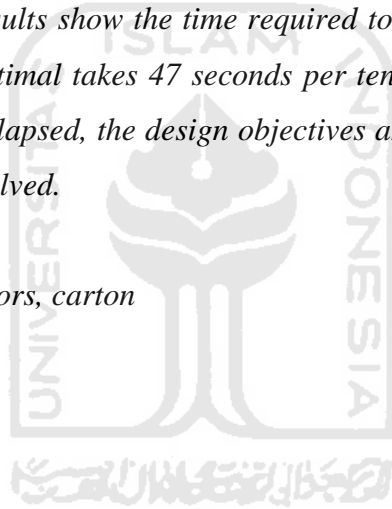 sults show the time required to
timal takes 47 seconds per ten
lapsed, the design objectives a
lved.
ors, carton
ISLAM
UNIVERSITAS
INDONESIA